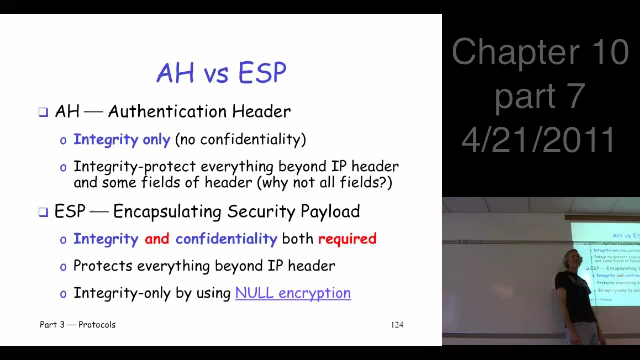 AH vs ESP
❑ AH — Authentication Header
o Integrity only (no confidentiality)
o Integrity-protect everything beyond IP header
and some fields of header (why not all fields?)
❑ ESP — Encapsulating Security Payload
o Integrity and confidentiality both required
o Protects everything beyond IP header
o Integrity-only by using NULL encryption
Part 3 — Protocols
124
Chapter 10
part 7
4/21/2011